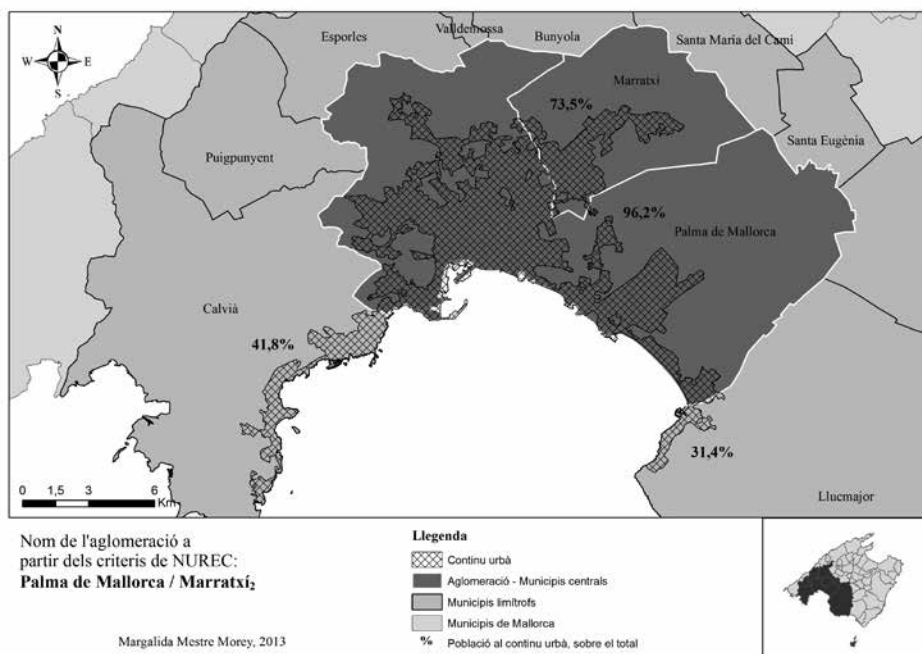 N
W E
S
Esporles
Valldemossa
Bunyola
Santa María del Camí
Marratxí
73,5%
Santa Eugènia
Puigpunyent
96,2%
Palma de Mallorca
Calvià
41,8%
31,4%
Llucmajor
0 1,5 3 6
Km
Nom de l'aglomeració a
partir dels criteris de NUREC:
Palma de Mallorca / Marratxí₂
Margalida Mestre Morey, 2013
Llegenda
Continu urbà
Aglomeració - Municipis centrals
Municipis limítrofs
Municipis de Mallorca
% Població al continu urbà, sobre el total